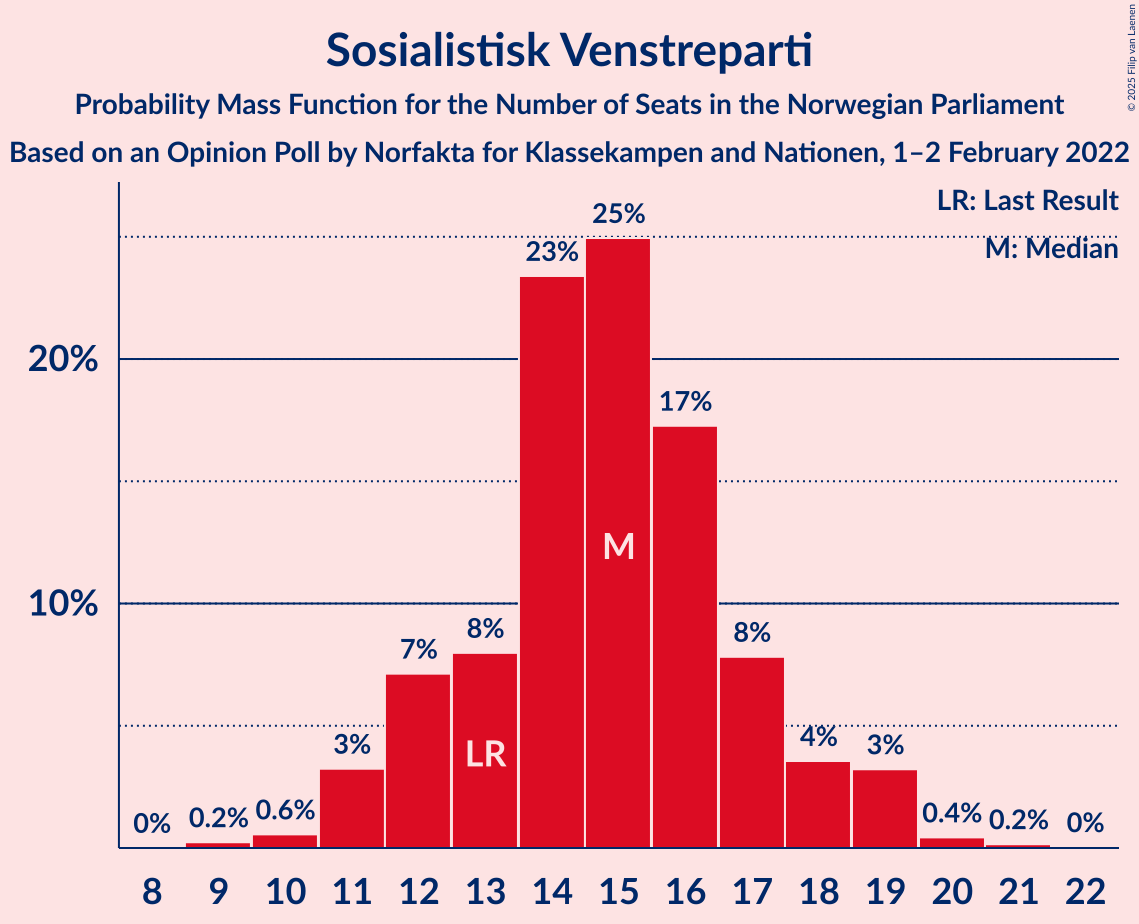 © 2025 Filip van Laenen
Sosialistisk Venstreparti
Probability Mass Function for the Number of Seats in the Norwegian Parliament
Based on an Opinion Poll by Norfakta for Klassekampen and Nationen, 1–2 February 2022
LR: Last Result
M: Median
20%
10%
0%
0.2%
0.6%
3%
7%
8%
23%
25%
17%
8%
4%
3%
0.4%
0.2%
0%
LR
M
8 9 10 11 12 13 14 15 16 17 18 19 20 21 22